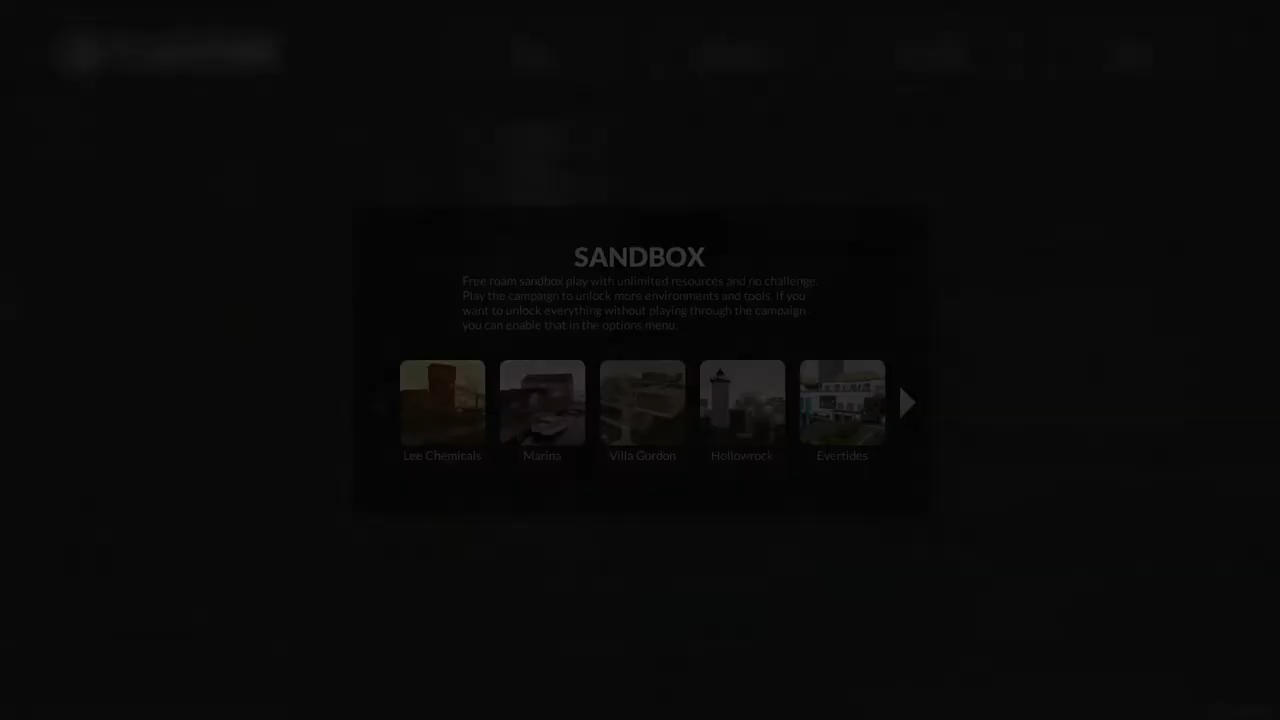 SANDBOX
Free roam sandbox play with unlimited resources and no challenge.
Play the campaign to unlock more environments and tools. If you
want to unlock everything without playing through the campaign
you can enable that in the options menu.
Lee Chemicals
Marina
Villa Gordon
Hollowrock
Evertides